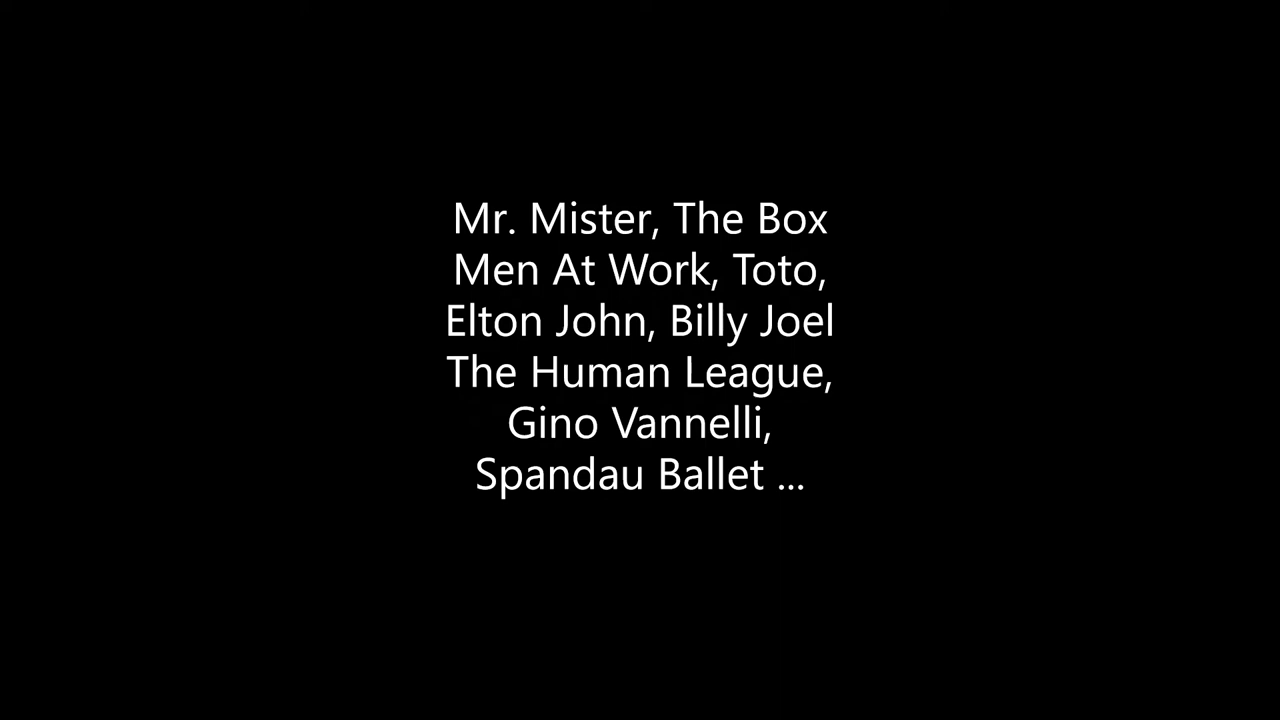 Mr. Mister, The Box
Men At Work, Toto,
Elton John, Billy Joel
The Human League,
Gino Vannelli,
Spandau Ballet ...